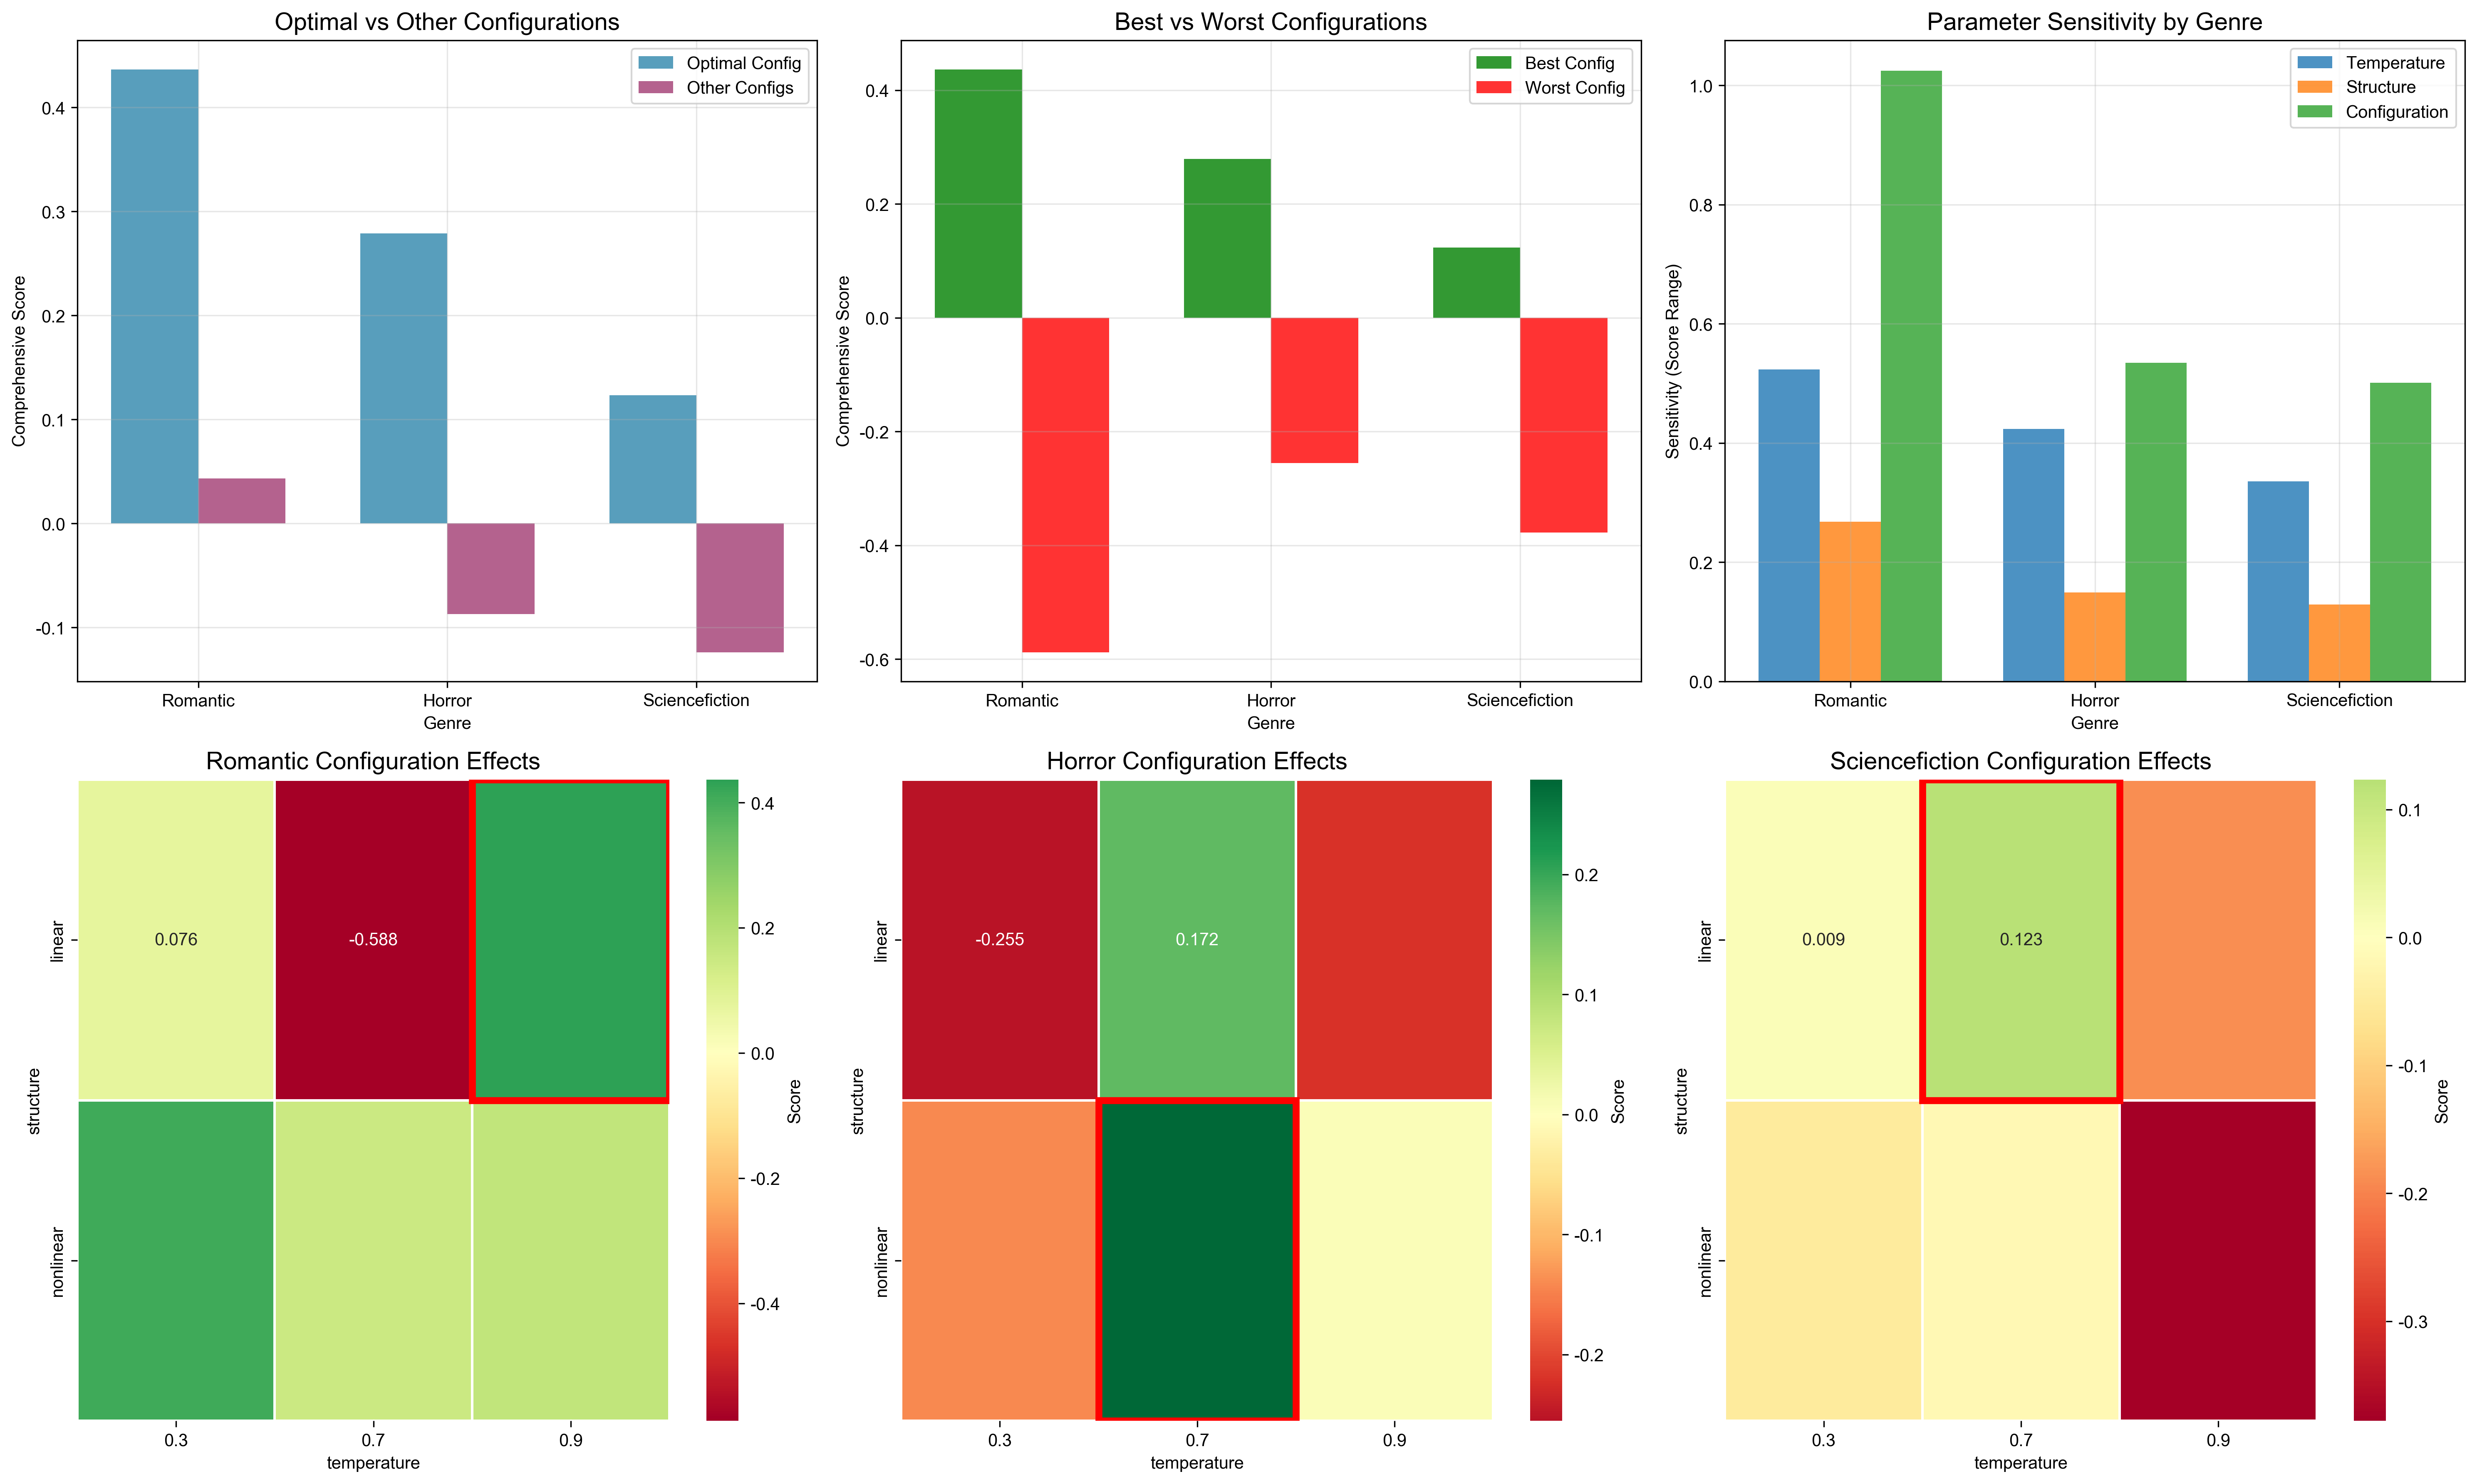 Optimal vs Other Configurations
Optimal Config
Other Configs
Comprehensive Score
0.4
0.3
0.2
0.1
0.0
-0.1
Romantic
Horror
Sciencefiction
Genre
Best vs Worst Configurations
Best Config
Worst Config
Comprehensive Score
0.4
0.2
0.0
-0.2
-0.4
-0.6
Romantic
Horror
Sciencefiction
Genre
Parameter Sensitivity by Genre
Temperature
Structure
Configuration
Sensitivity (Score Range)
1.0
0.8
0.6
0.4
0.2
0.0
Romantic
Horror
Sciencefiction
Genre
Romantic Configuration Effects
structure
linear
nonlinear
0.076
-0.588
0.3
0.7
0.9
temperature
0.4
0.2
0.0
-0.2
-0.4
Score
Horror Configuration Effects
structure
linear
nonlinear
-0.255
0.172
0.3
0.7
0.9
temperature
0.2
0.1
0.0
-0.1
-0.2
Score
Sciencefiction Configuration Effects
structure
linear
nonlinear
0.009
0.123
0.3
0.7
0.9
temperature
0.1
0.0
-0.1
-0.2
-0.3
Score